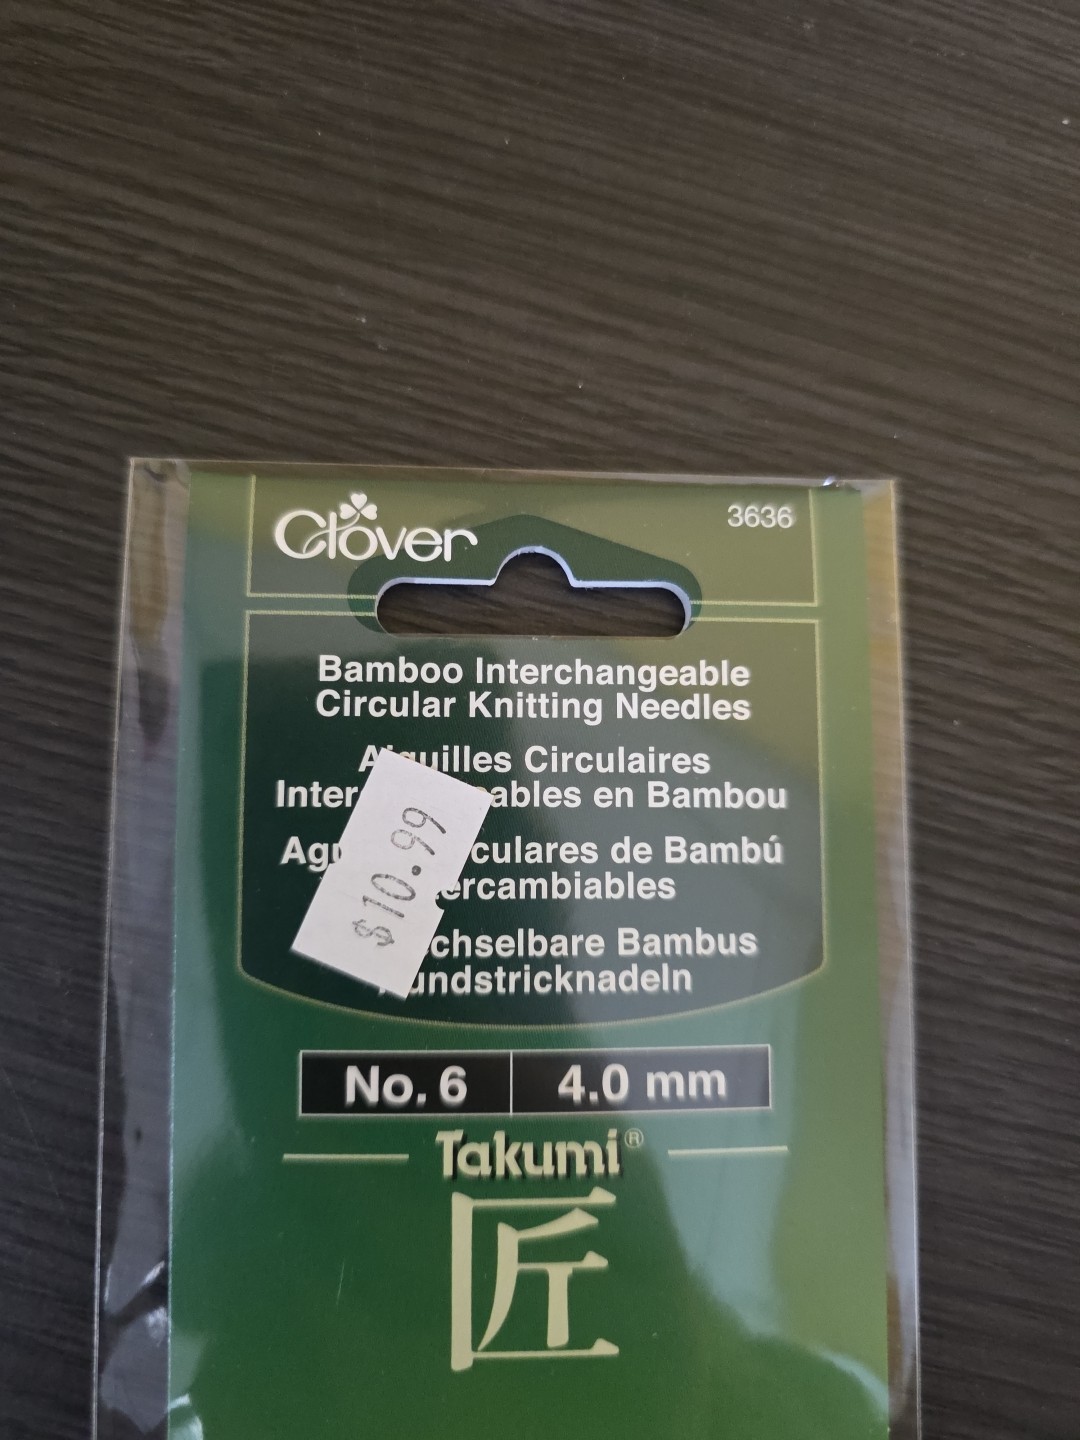 Clover
3636
Bamboo Interchangeable
Circular Knitting Needles
Circulaires
en Bambou
de Bambú
Bambus
$10.99
No. 6
4.0 mm
Takumi®
匠